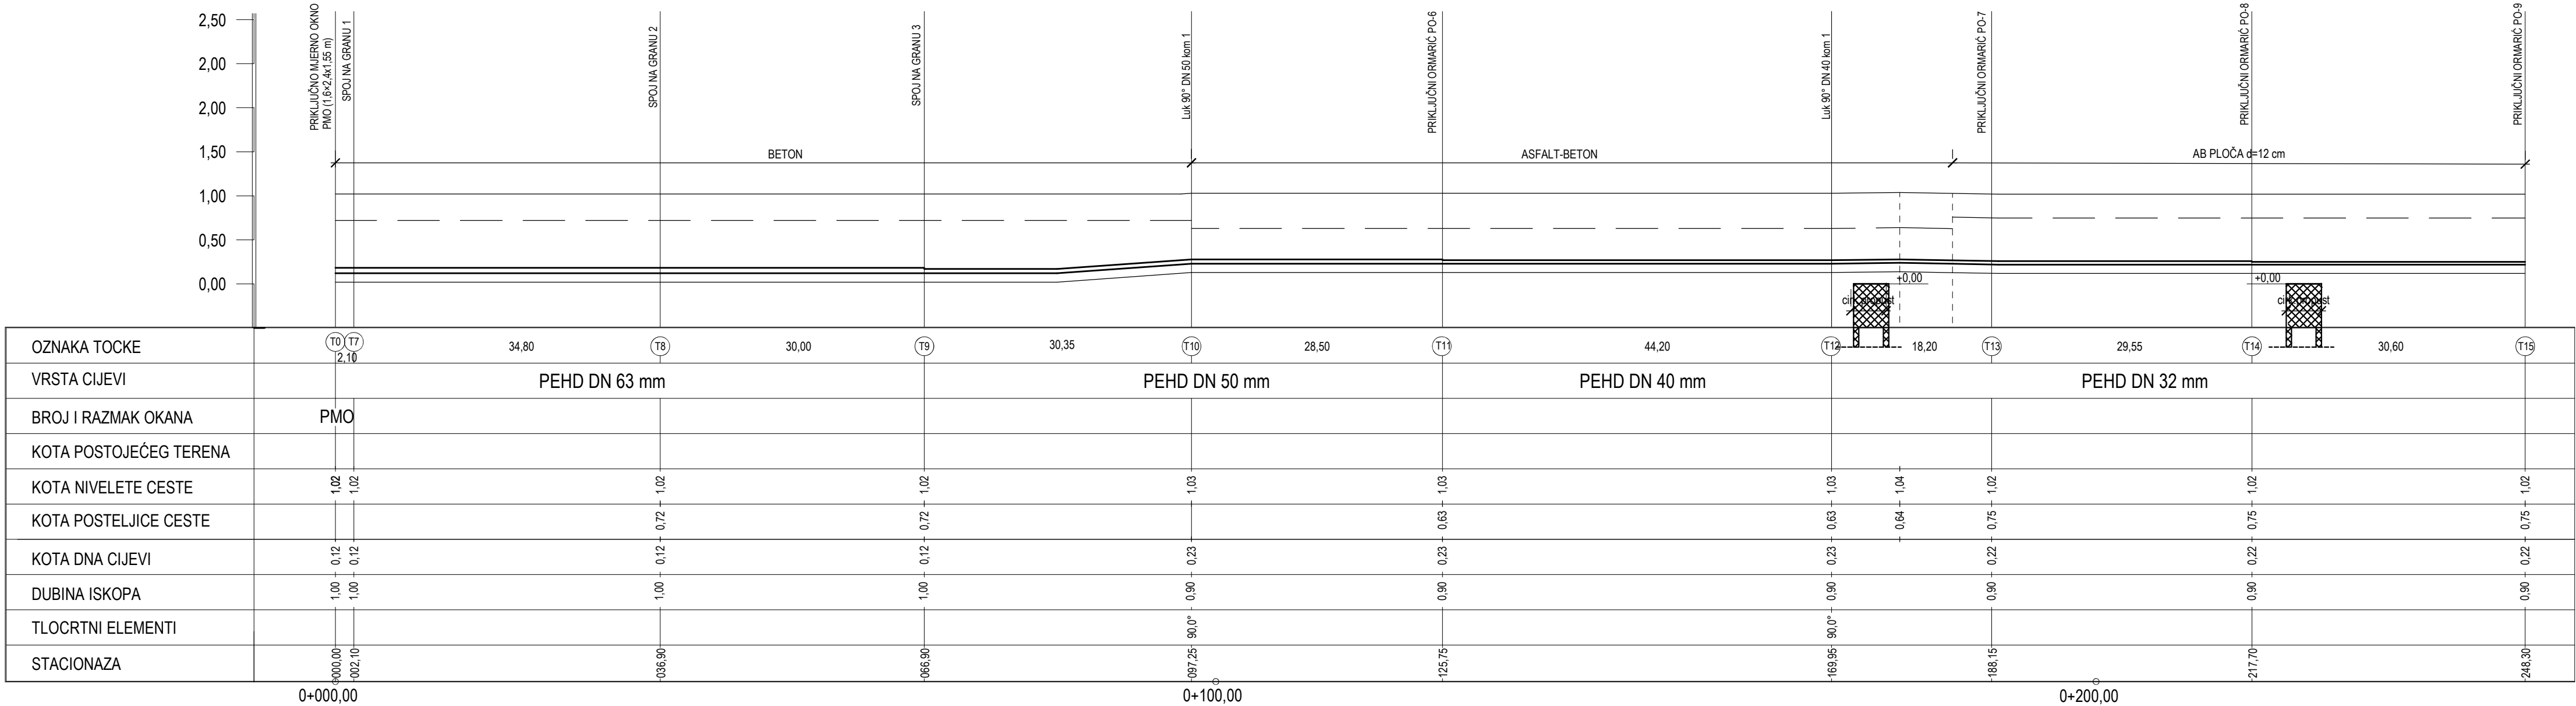 2,50
2,00
2,00
1,50
1,00
0,50
0,00
PRIKLJUČNO MJERNO OKNO
PMO (1,6×2,4x1,55 m)
SPOJ NA GRANU 1
SPOJ NA GRANU 2
SPOJ NA GRANU 3
Luk 90° DN 50 kom 1
PRIKLJUČNI ORMARIĆ PO-6
Luk 90° DN 40 kom 1
PRIKLJUČNI ORMARIĆ PO-7
PRIKLJUČNI ORMARIĆ PO-8
PRIKLJUČNI ORMARIĆ PO-9
BETON
ASFALT-BETON
AB PLOČA d=12 cm
+0,00
+0,00
OZNAKA TOCKE
T0 T7 T8 T9 T10 T11 T12 T13 T14 T15
2,10 34,80 30,00 30,35 28,50 44,20 18,20 29,55 30,60
VRSTA CIJEVI
PEHD DN 63 mm PEHD DN 50 mm PEHD DN 40 mm PEHD DN 32 mm
BROJ I RAZMAK OKANA
PMO
KOTA POSTOJEĆEG TERENA
KOTA NIVELETE CESTE
1,02 1,02 1,02 1,02 1,03 1,03 1,03 1,04 1,02 1,02 1,02
KOTA POSTELJICE CESTE
0,72 0,72 0,63 0,63 0,64 0,75 0,75 0,75
KOTA DNA CIJEVI
0,12 0,12 0,12 0,12 0,23 0,23 0,23 0,22 0,22 0,22
DUBINA ISKOPA
1,00 1,00 1,00 1,00 0,90 0,90 0,90 0,90 0,90 0,90
TLOCRTNI ELEMENTI
90,0° 90,0°
STACIONAZA
000,00 002,10 036,90 066,90 097,25 125,75 169,95 188,15 217,70 248,30
0+000,00 0+100,00 0+200,00